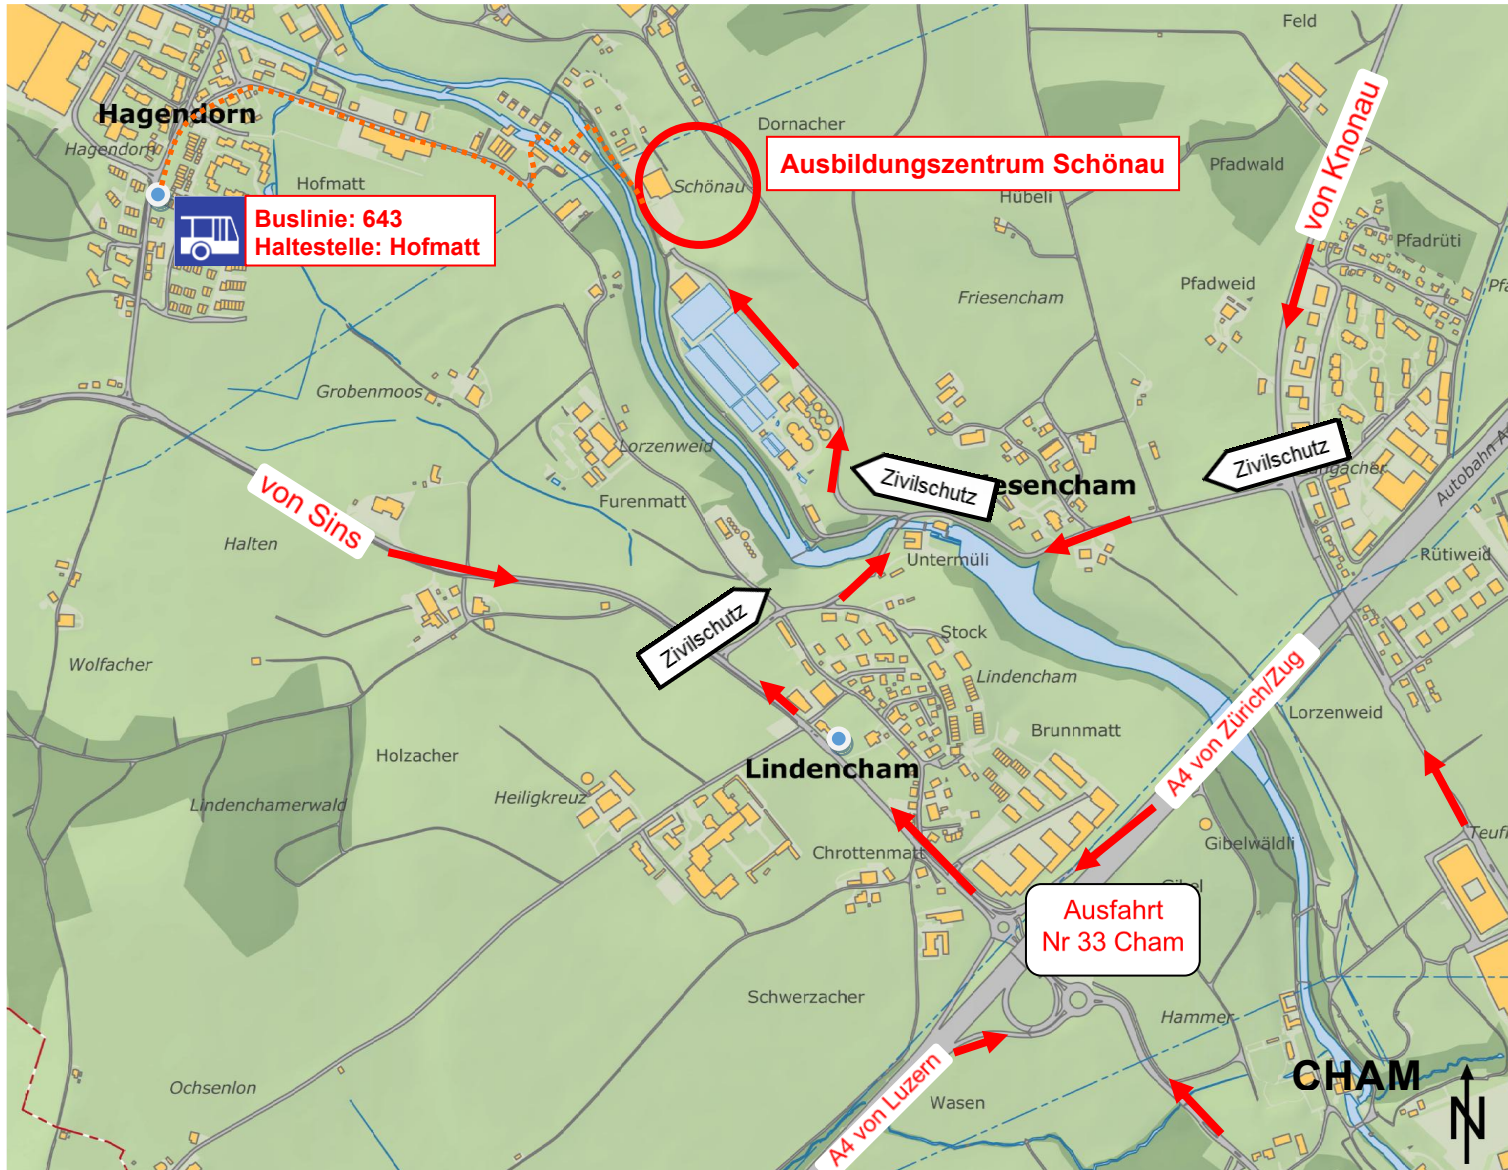 Feld
Hagendorn
Hagendorn
Dornacher
von Knonau
Ausbildungszentrum Schönau
Pfadwald
Hofmatt
Schönau
Hubeli
Buslinie: 643
Haltestelle: Hofmatt
Pfadrüti
Pfadweid
Friesencham
Grobenmoos
Lorzenweid
Zivilschutz
Zivilschutz
esencham
Autobahn A
von Sins
Furenmatt
Halten
Untermüli
Rütiweid
Zivilschutz
Stock
Wolfacher
Lindencham
A4 von Zürich/Zug
Lorzenweid
Brunnmatt
Holzacher
Lindencham
Heiligkreuz
Lindenchamerwald
Chrottenmatt
Gibelwäldli
Teufl
Ausfahrt
Nr 33 Cham
Schwerzacher
Hammer
Ochsenlon
A4 von Luzern
Wasen
CHAM
N